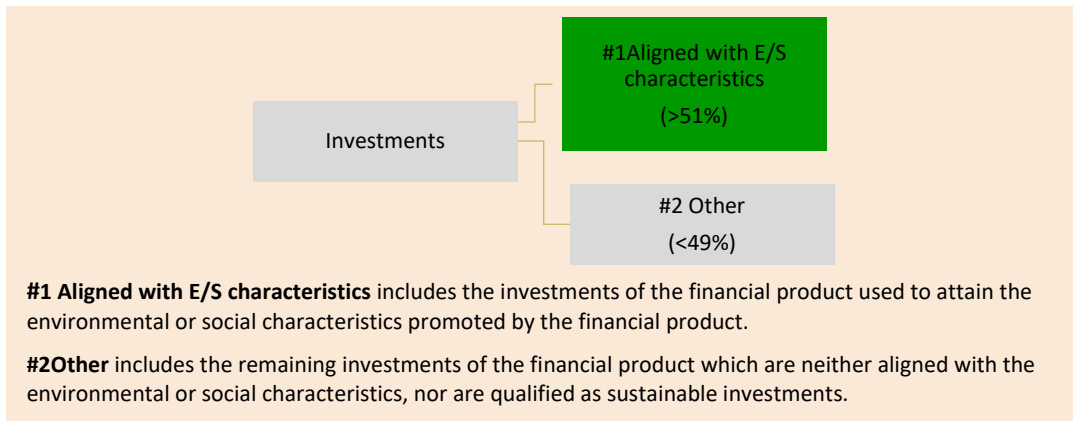 #1Aligned with E/S
characteristics
(>51%)
Investments
#2 Other
(<49%)
#1 Aligned with E/S characteristics includes the investments of the financial product used to attain the
environmental or social characteristics promoted by the financial product.
#2Other includes the remaining investments of the financial product which are neither aligned with the
environmental or social characteristics, nor are qualified as sustainable investments.